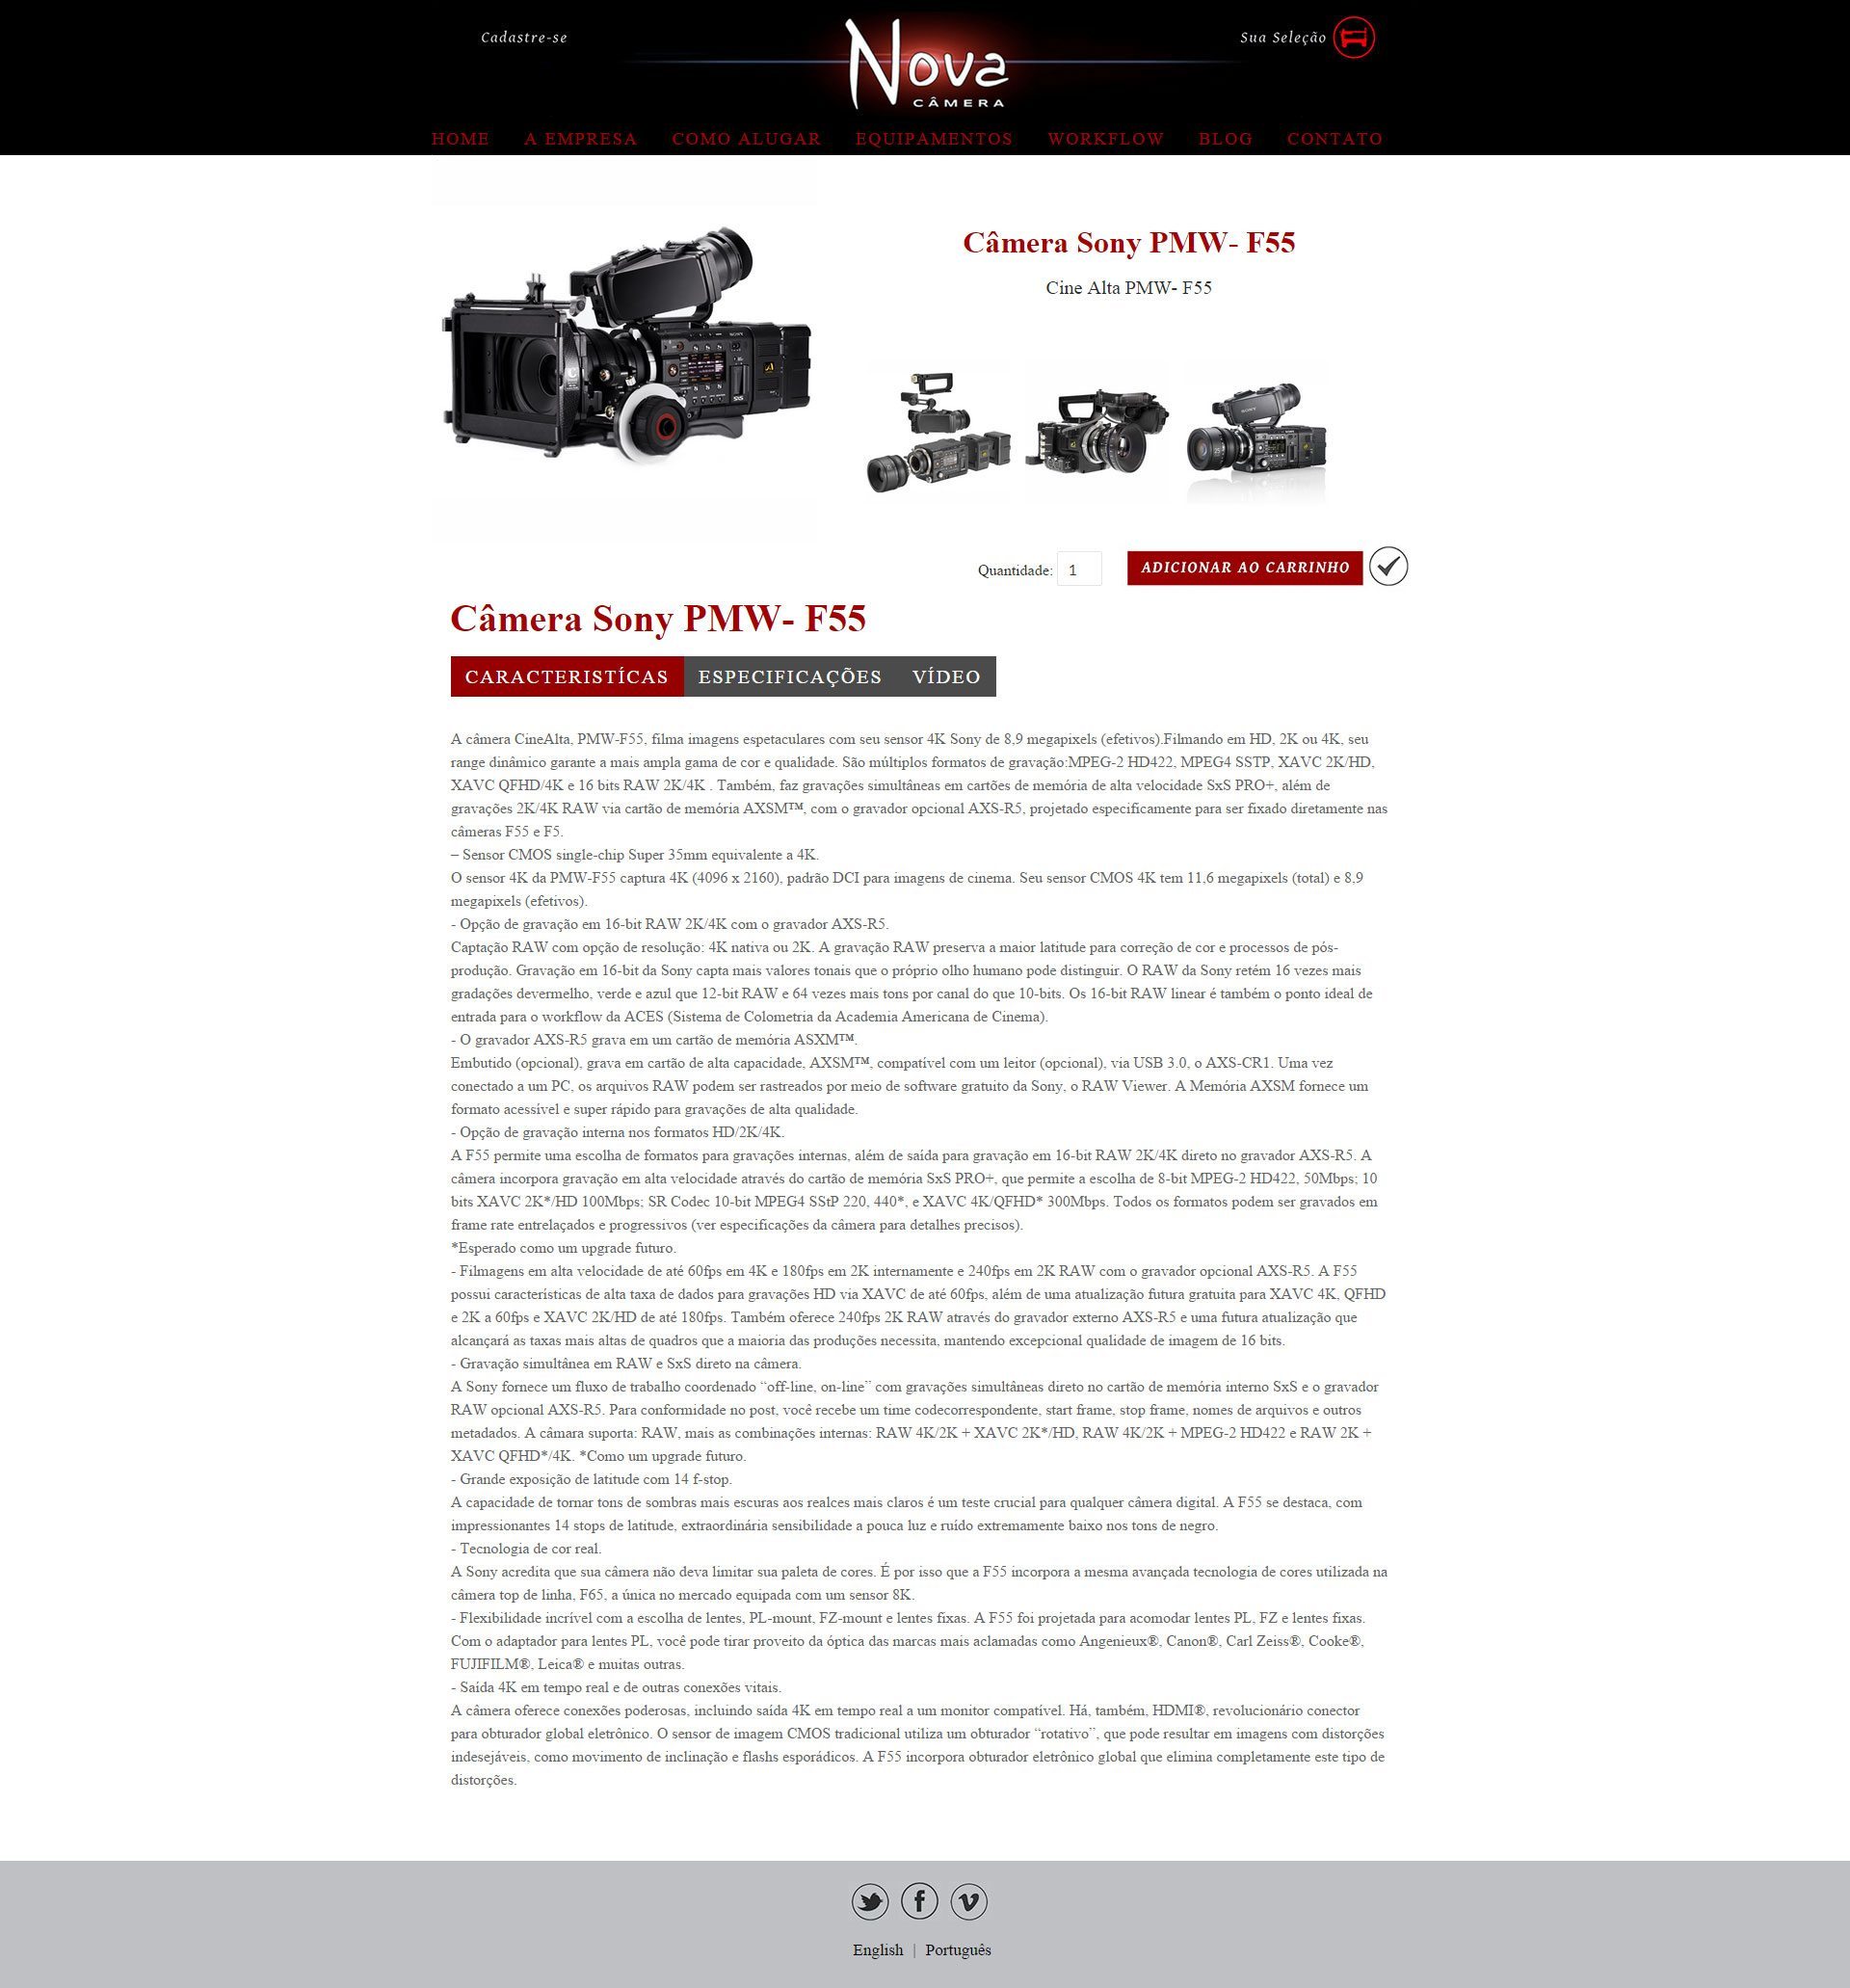 Cadastre-se
Nova
CÂMERA
Sua Seleção
HOME A EMPRESA COMO ALUGAR EQUIPAMENTOS WORKFLOW BLOG CONTATO
Câmera Sony PMW- F55
Cine Alta PMW- F55
Quantidade: 1 ADICIONAR AO CARRINHO
Câmera Sony PMW- F55
CARACTERISTÍCAS ESPECIFICAÇÕES VÍDEO
A câmera CineAlta, PMW-F55, filma imagens espetaculares com seu sensor 4K Sony de 8,9 megapixels (efetivos).Filmando em HD, 2K ou 4K, seu
range dinâmico garante a mais ampla gama de cor e qualidade. São múltiplos formatos de gravação:MPEG-2 HD422, MPEG4 SSTP, XAVC 2K/HD,
XAVC QFHD/4K e 16 bits RAW 2K/4K . Também, faz gravações simultâneas em cartões de memória de alta velocidade SxS PRO+, além de
gravações 2K/4K RAW via cartão de memória AXSM™, com o gravador opcional AXS-R5, projetado especificamente para ser fixado diretamente nas
câmeras F55 e F5.
– Sensor CMOS single-chip Super 35mm equivalente a 4K.
O sensor 4K da PMW-F55 captura 4K (4096 x 2160), padrão DCI para imagens de cinema. Seu sensor CMOS 4K tem 11,6 megapixels (total) e 8,9
megapixels (efetivos).
- Opção de gravação em 16-bit RAW 2K/4K com o gravador AXS-R5.
Captação RAW com opção de resolução: 4K nativa ou 2K. A gravação RAW preserva a maior latitude para correção de cor e processos de pós-
produção. Gravação em 16-bit da Sony capta mais valores tonais que o próprio olho humano pode distinguir. O RAW da Sony retém 16 vezes mais
gradações devermelho, verde e azul que 12-bit RAW e 64 vezes mais tons por canal do que 10-bits. Os 16-bit RAW linear é também o ponto ideal de
entrada para o workflow da ACES (Sistema de Colometria da Academia Americana de Cinema).
- O gravador AXS-R5 grava em um cartão de memória ASXM™.
Embutido (opcional), grava em cartão de alta capacidade, AXSM™, compatível com um leitor (opcional), via USB 3.0, o AXS-CR1. Uma vez
conectado a um PC, os arquivos RAW podem ser rastreados por meio de software gratuito da Sony, o RAW Viewer. A Memória AXSM fornece um
formato acessível e super rápido para gravações de alta qualidade.
- Opção de gravação interna nos formatos HD/2K/4K.
A F55 permite uma escolha de formatos para gravações internas, além de saída para gravação em 16-bit RAW 2K/4K direto no gravador AXS-R5. A
câmera incorpora gravação em alta velocidade através do cartão de memória SxS PRO+, que permite a escolha de 8-bit MPEG-2 HD422, 50Mbps; 10
bits XAVC 2K*/HD 100Mbps; SR Codec 10-bit MPEG4 SStP 220, 440*, e XAVC 4K/QFHD* 300Mbps. Todos os formatos podem ser gravados em
frame rate entrelaçados e progressivos (ver especificações da câmera para detalhes precisos).
*Esperado como um upgrade futuro.
- Filmagens em alta velocidade de até 60fps em 4K e 180fps em 2K internamente e 240fps em 2K RAW com o gravador opcional AXS-R5. A F55
possui características de alta taxa de dados para gravações HD via XAVC de até 60fps, além de uma atualização futura gratuita para XAVC 4K, QFHD
e 2K a 60fps e XAVC 2K/HD de até 180fps. Também oferece 240fps 2K RAW através do gravador externo AXS-R5 e uma futura atualização que
alcançará as taxas mais altas de quadros que a maioria das produções necessita, mantendo excepcional qualidade de imagem de 16 bits.
- Gravação simultânea em RAW e SxS direto na câmera.
A Sony fornece um fluxo de trabalho coordenado “off-line, on-line” com gravações simultâneas direto no cartão de memória interno SxS e o gravador
RAW opcional AXS-R5. Para conformidade no post, você recebe um time codecorrespondente, start frame, stop frame, nomes de arquivos e outros
metadados. A câmara suporta: RAW, mais as combinações internas: RAW 4K/2K + XAVC 2K*/HD, RAW 4K/2K + MPEG-2 HD422 e RAW 2K +
XAVC QFHD*/4K. *Como um upgrade futuro.
- Grande exposição de latitude com 14 f-stop.
A capacidade de tornar tons de sombras mais escuras aos realces mais claros é um teste crucial para qualquer câmera digital. A F55 se destaca, com
impressionantes 14 stops de latitude, extraordinária sensibilidade a pouca luz e ruído extremamente baixo nos tons de negro.
- Tecnologia de cor real.
A Sony acredita que sua câmera não deva limitar sua paleta de cores. É por isso que a F55 incorpora a mesma avançada tecnologia de cores utilizada na
câmera top de linha, F65, a única no mercado equipada com um sensor 8K.
- Flexibilidade incrível com a escolha de lentes, PL-mount, FZ-mount e lentes fixas. A F55 foi projetada para acomodar lentes PL, FZ e lentes fixas.
Com o adaptador para lentes PL, você pode tirar proveito da óptica das marcas mais aclamadas como Angenieux®, Canon®, Carl Zeiss®, Cooke®,
FUJIFILM®, Leica® e muitas outras.
- Saída 4K em tempo real e de outras conexões vitais.
A câmera oferece conexões poderosas, incluindo saída 4K em tempo real a um monitor compatível. Há, também, HDMI®, revolucionário conector
para obturador global eletrônico. O sensor de imagem CMOS tradicional utiliza um obturador “rotativo”, que pode resultar em imagens com distorções
indesejáveis, como movimento de inclinação e flashs esporádicos. A F55 incorpora obturador eletrônico global que elimina completamente este tipo de
distorções.
English | Português